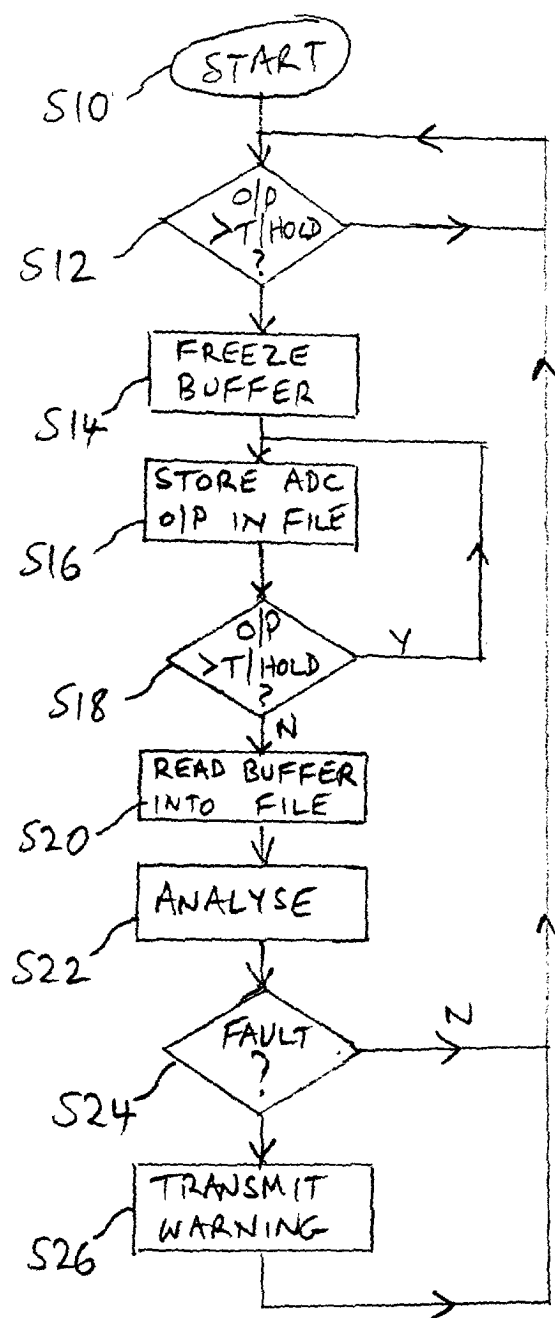 START
S10
O/P
>T/HOLD
?
S12
FREEZE
BUFFER
S14
STORE ADC
O/P IN FILE
S16
O/P
>T/HOLD
?
Y
S18
N
READ BUFFER
INTO FILE
S20
ANALYSE
S22
FAULT
?
N
S24
TRANSMIT
WARNING
S26